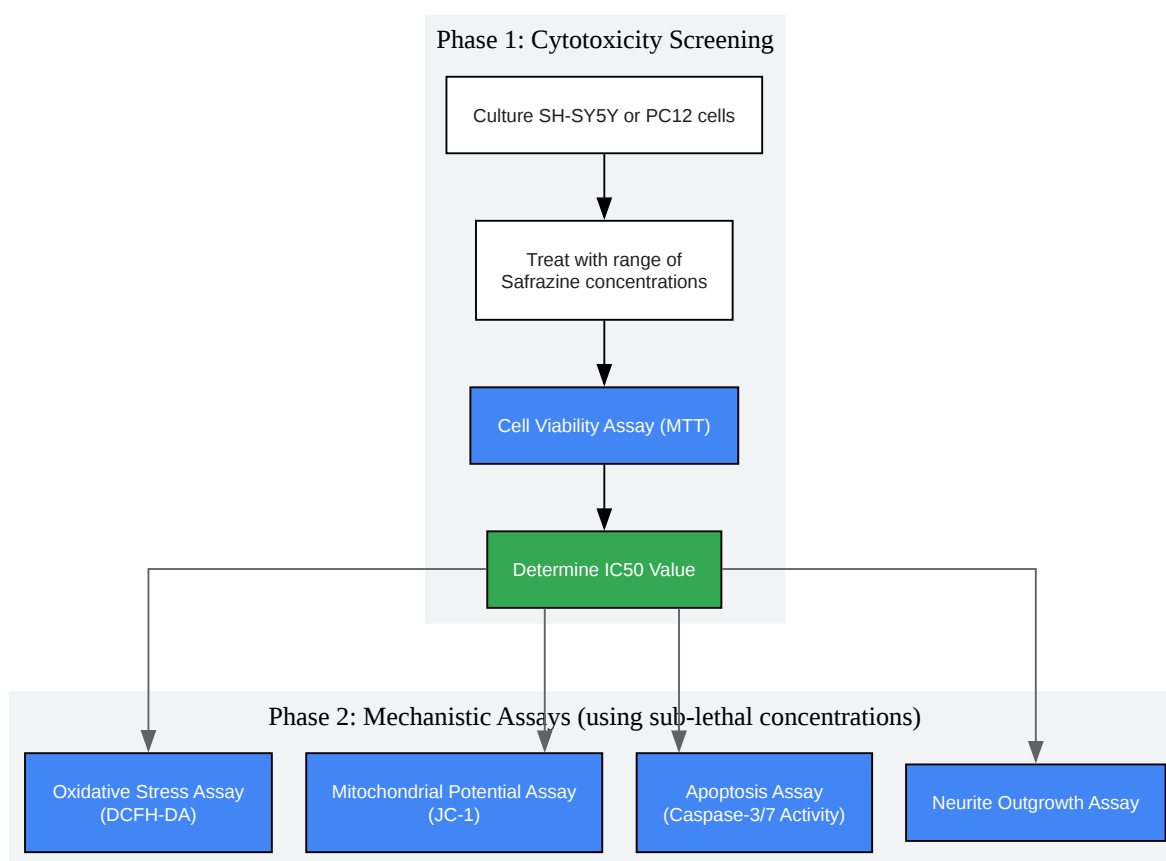 Phase 1: Cytotoxicity Screening
Culture SH-SY5Y or PC12 cells
Treat with range of
Safrazine concentrations
Cell Viability Assay (MTT)
Determine IC50 Value
Phase 2: Mechanistic Assays (using sub-lethal concentrations)
Oxidative Stress Assay
(DCFH-DA)
Mitochondrial Potential Assay
(JC-1)
Apoptosis Assay
(Caspase-3/7 Activity)
Neurite Outgrowth Assay